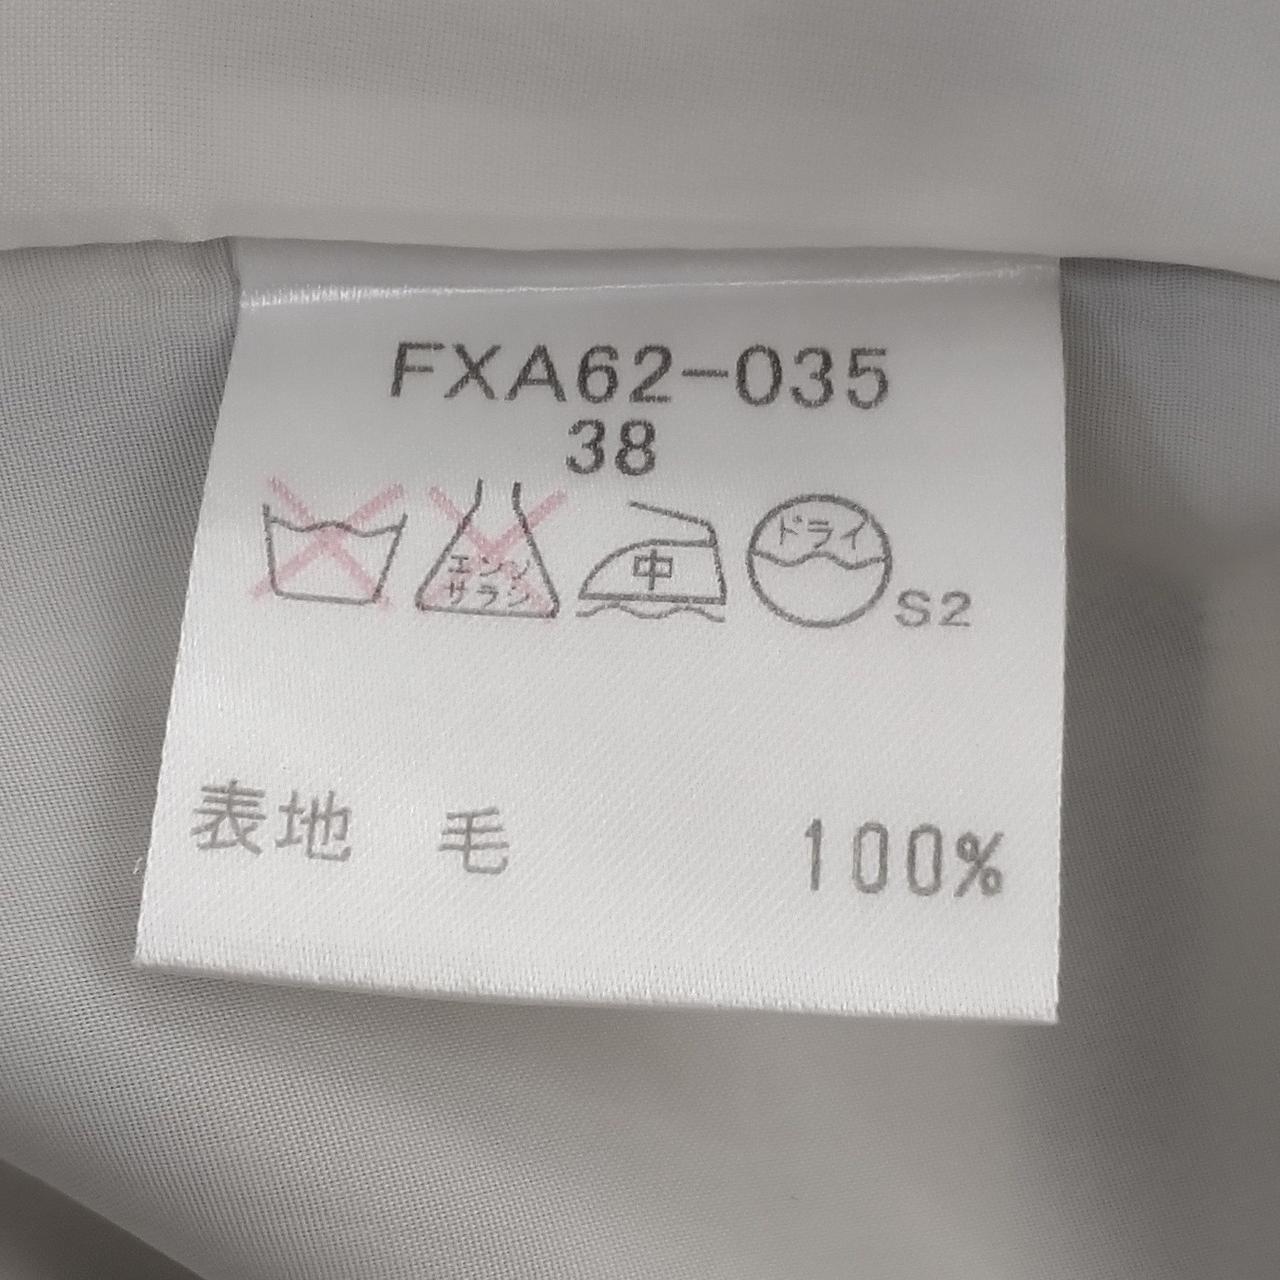 FXA62-035
38
エンソ
サラシ
中
ドライ
S2
表地 毛 100%